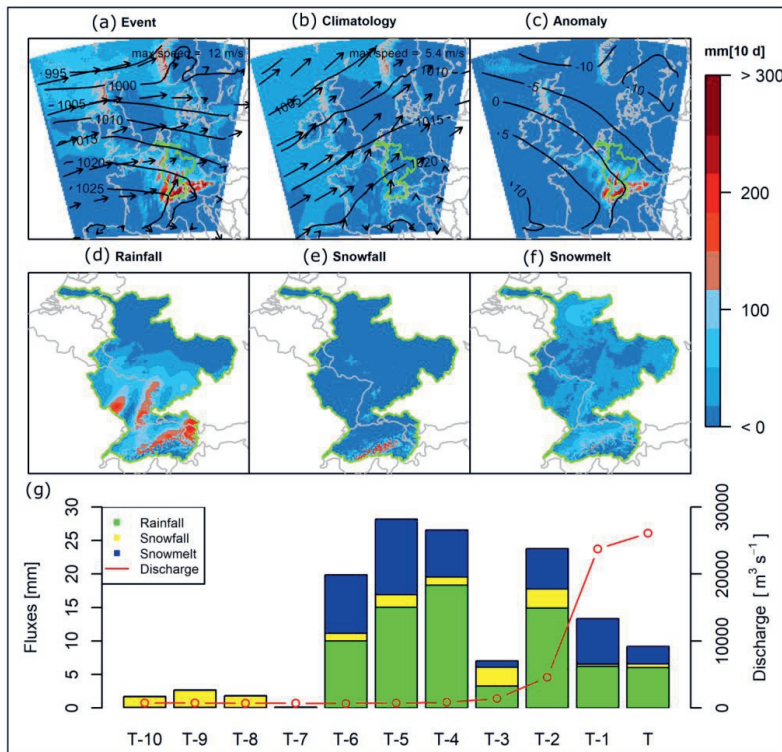 (a) Event
(b) Climatology
(c) Anomaly
mm[10 d]
max speed = 12 m/s
995
1000
1005
1010
1015
1020
1025
max speed = 5.4 m/s
1010
1005
1015
1020
-10
-5
-10
0
5
10
> 300
200
100
< 0
(d) Rainfall
(e) Snowfall
(f) Snowmelt
(g)
Fluxes [mm]
30
25
20
15
10
5
0
Rainfall
Snowfall
Snowmelt
Discharge
30000
20000
10000
0
Discharge [ m³ s⁻¹ ]
T-10 T-9 T-8 T-7 T-6 T-5 T-4 T-3 T-2 T-1 T